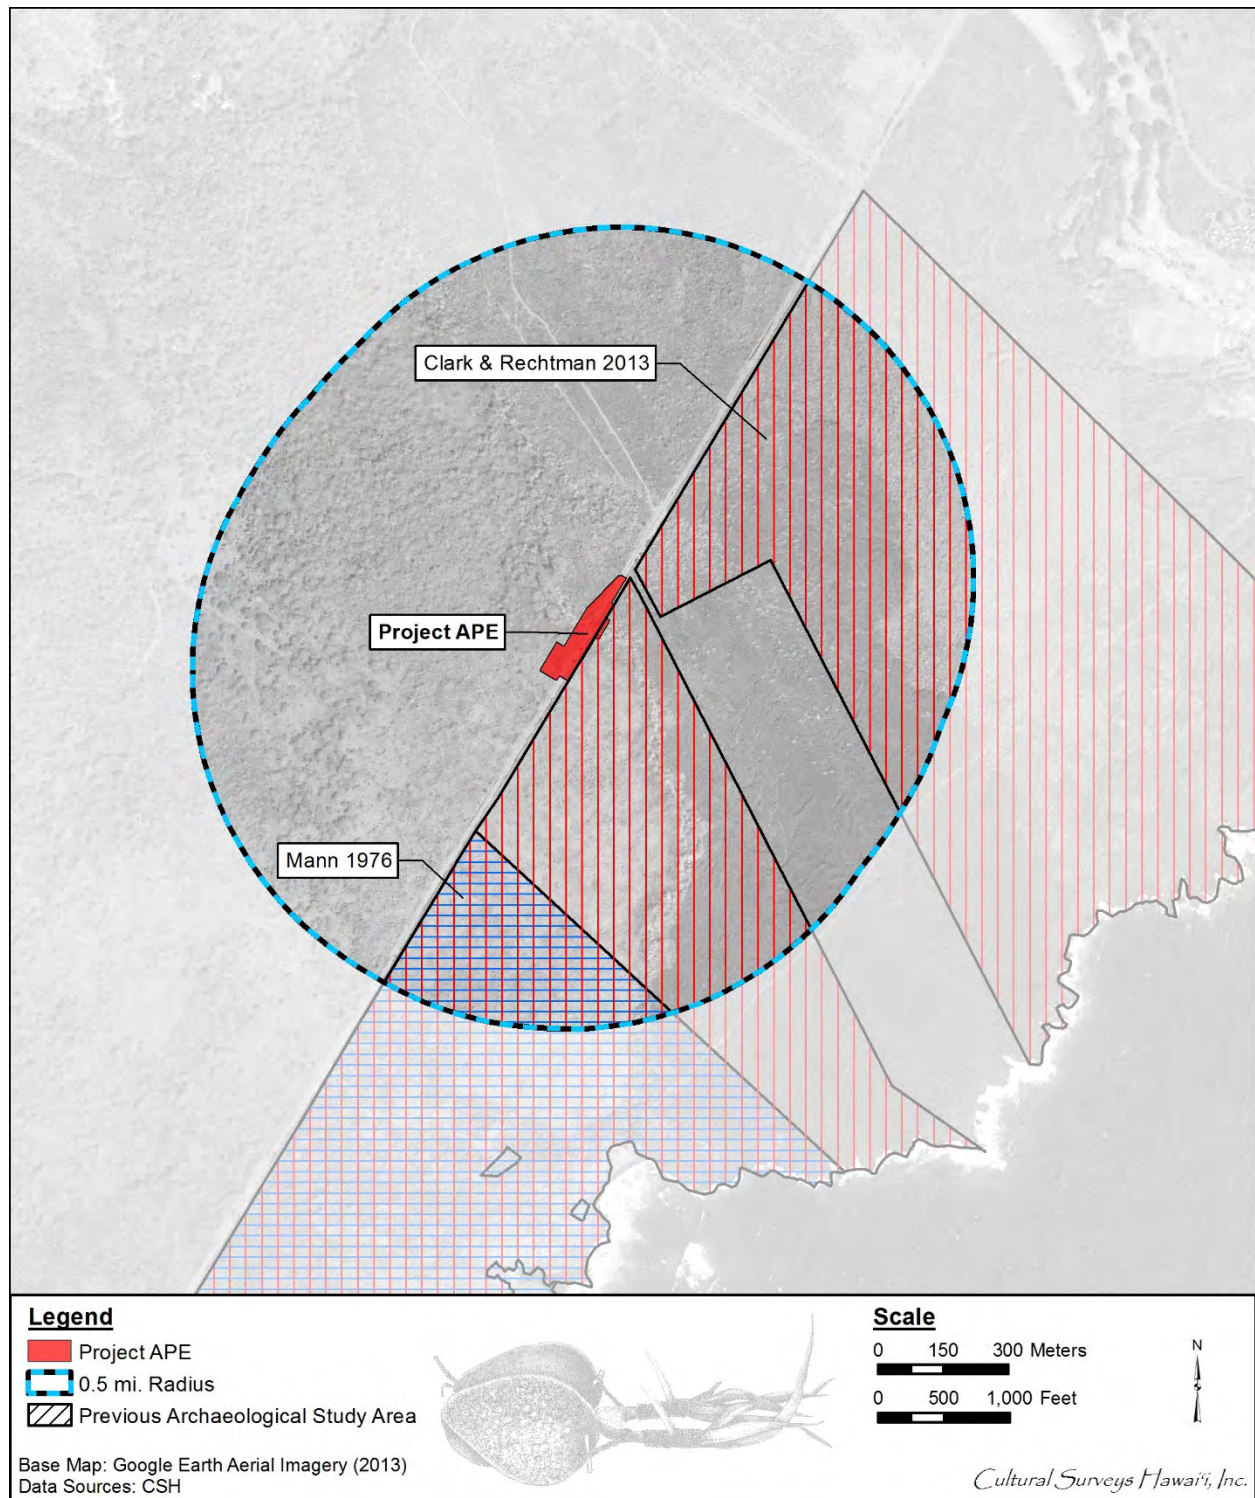 Clark & Rechtman 2013
Project APE
Mann 1976
Legend
Project APE
0.5 mi. Radius
Previous Archaeological Study Area
Base Map: Google Earth Aerial Imagery (2013)
Data Sources: CSH
Scale
0 150 300 Meters
0 500 1,000 Feet
N
Cultural Surveys Hawai‘i, Inc.